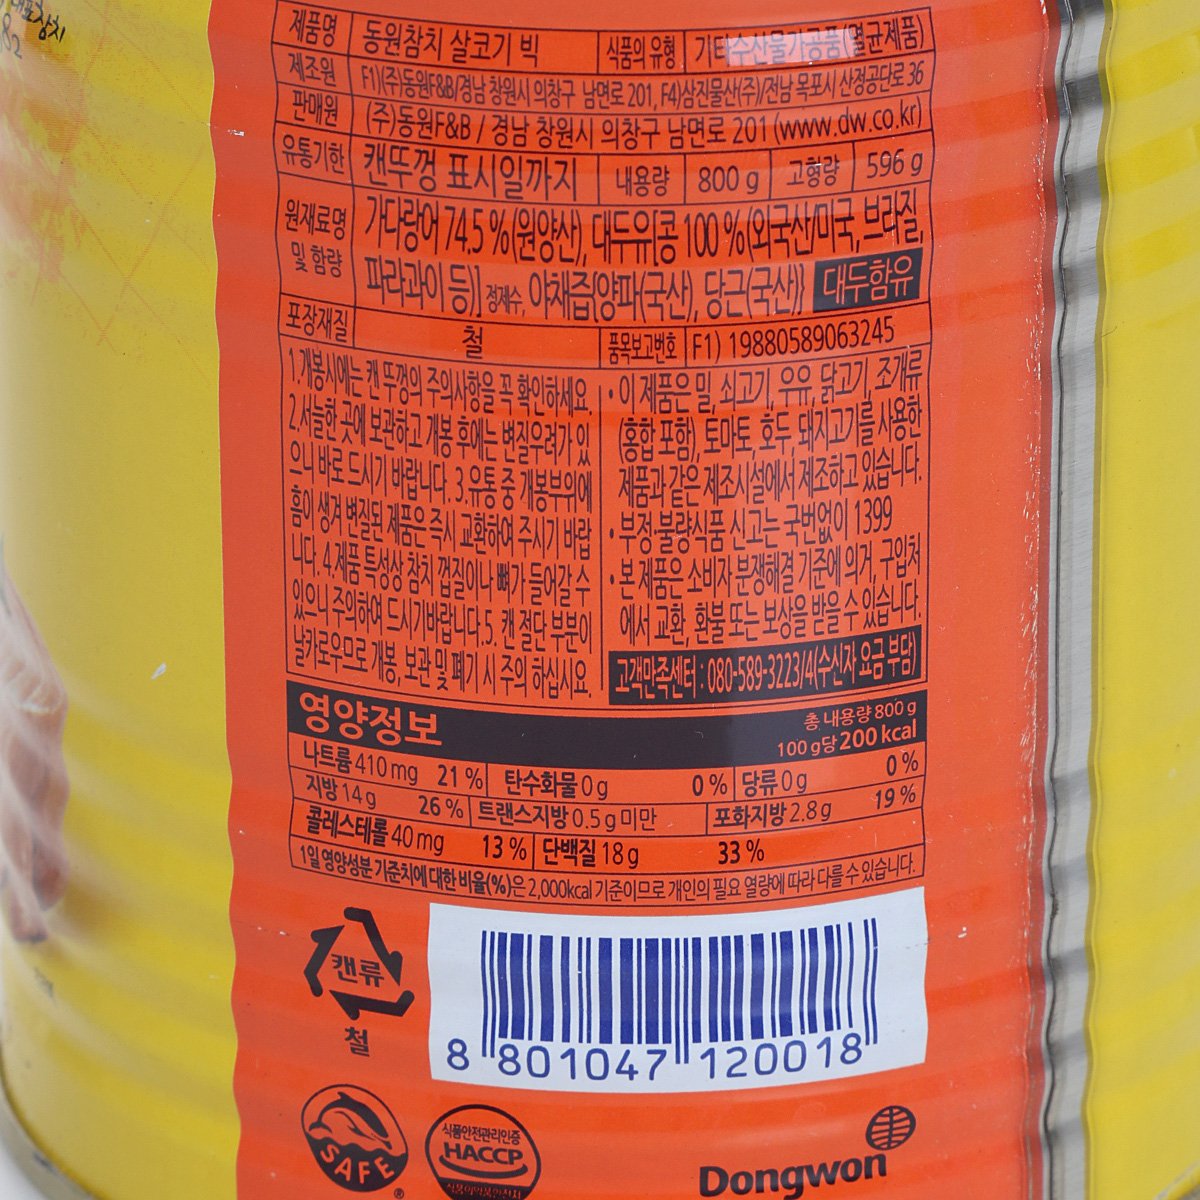 제품명 동원참치 살코기 빅 식품의 유형 기타수산물가공품(멸균제품)
제조원 F1)(주)동원F&B/경남 창원시 의창구 남면로 201, F4)삼진물산(주)/전남 목포시 산정공단로 36
판매원 (주)동원F&B / 경남 창원시 의창구 남면로 201 (www.dw.co.kr)
유통기한 캔뚜껑 표시일까지 내용량 800 g 고형량 596 g
원재료명 가다랑어 74.5 %(원양산), 대두유[콩 100 %(외국산/미국, 브라질,
및 함량 파라과이 등)] 정제수, 야채즙{양파(국산), 당근(국산)} 대두함유
포장재질 철 품목보고번호 F1) 19880589063245
1.개봉시에는 캔 뚜껑의 주의사항을 꼭 확인하세요.
2.서늘한 곳에 보관하고 개봉 후에는 변질우려가 있
으니 바로 드시기 바랍니다. 3.유통 중 개봉부위에
흠이 생겨 변질된 제품은 즉시 교환하여 주시기 바랍
니다. 4.제품 특성상 참치 껍질이나 뼈가 들어갈 수
있으니 주의하여 드시기바랍니다.5. 캔 절단 부분이
날카로우므로 개봉, 보관 및 폐기 시 주의 하십시요.
• 이 제품은 밀, 쇠고기, 우유, 닭고기, 조개류
(홍합 포함), 토마토, 호두, 돼지고기를 사용한
제품과 같은 제조시설에서 제조하고 있습니다.
• 부정·불량식품 신고는 국번없이 1399
• 본 제품은 소비자 분쟁해결 기준에 의거, 구입처
에서 교환, 환불 또는 보상을 받을 수 있습니다.
고객만족센터 : 080-589-3223/4(수신자 요금 부담)
영양정보 총 내용량 800 g
100 g당 200 kcal
나트륨 410 mg 21 % 탄수화물 0 g 0 % 당류 0 g 0 %
지방 14 g 26 % 트랜스지방 0.5 g 미만 포화지방 2.8 g 19 %
콜레스테롤 40 mg 13 % 단백질 18 g 33 %
1일 영양성분 기준치에 대한 비율(%)은 2,000kcal 기준이므로 개인의 필요 열량에 따라 다를 수 있습니다.
캔류
철
8 801047 120018
SAFE ®
식품안전관리인증
HACCP
식품의약품안전처
Dongwon